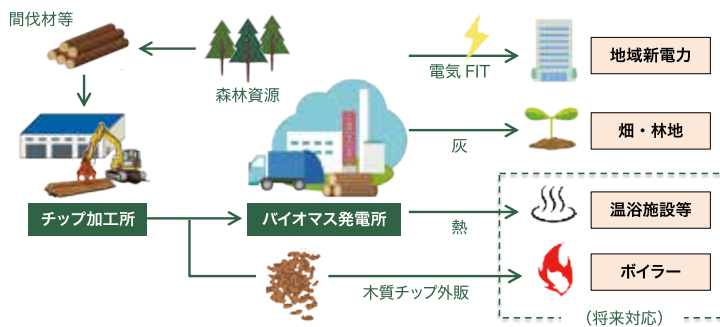 間伐材等
森林資源
電気 FIT
地域新電力
灰
畑・林地
チップ加工所
バイオマス発電所
熱
温浴施設等
木質チップ外販
ボイラー
（将来対応）